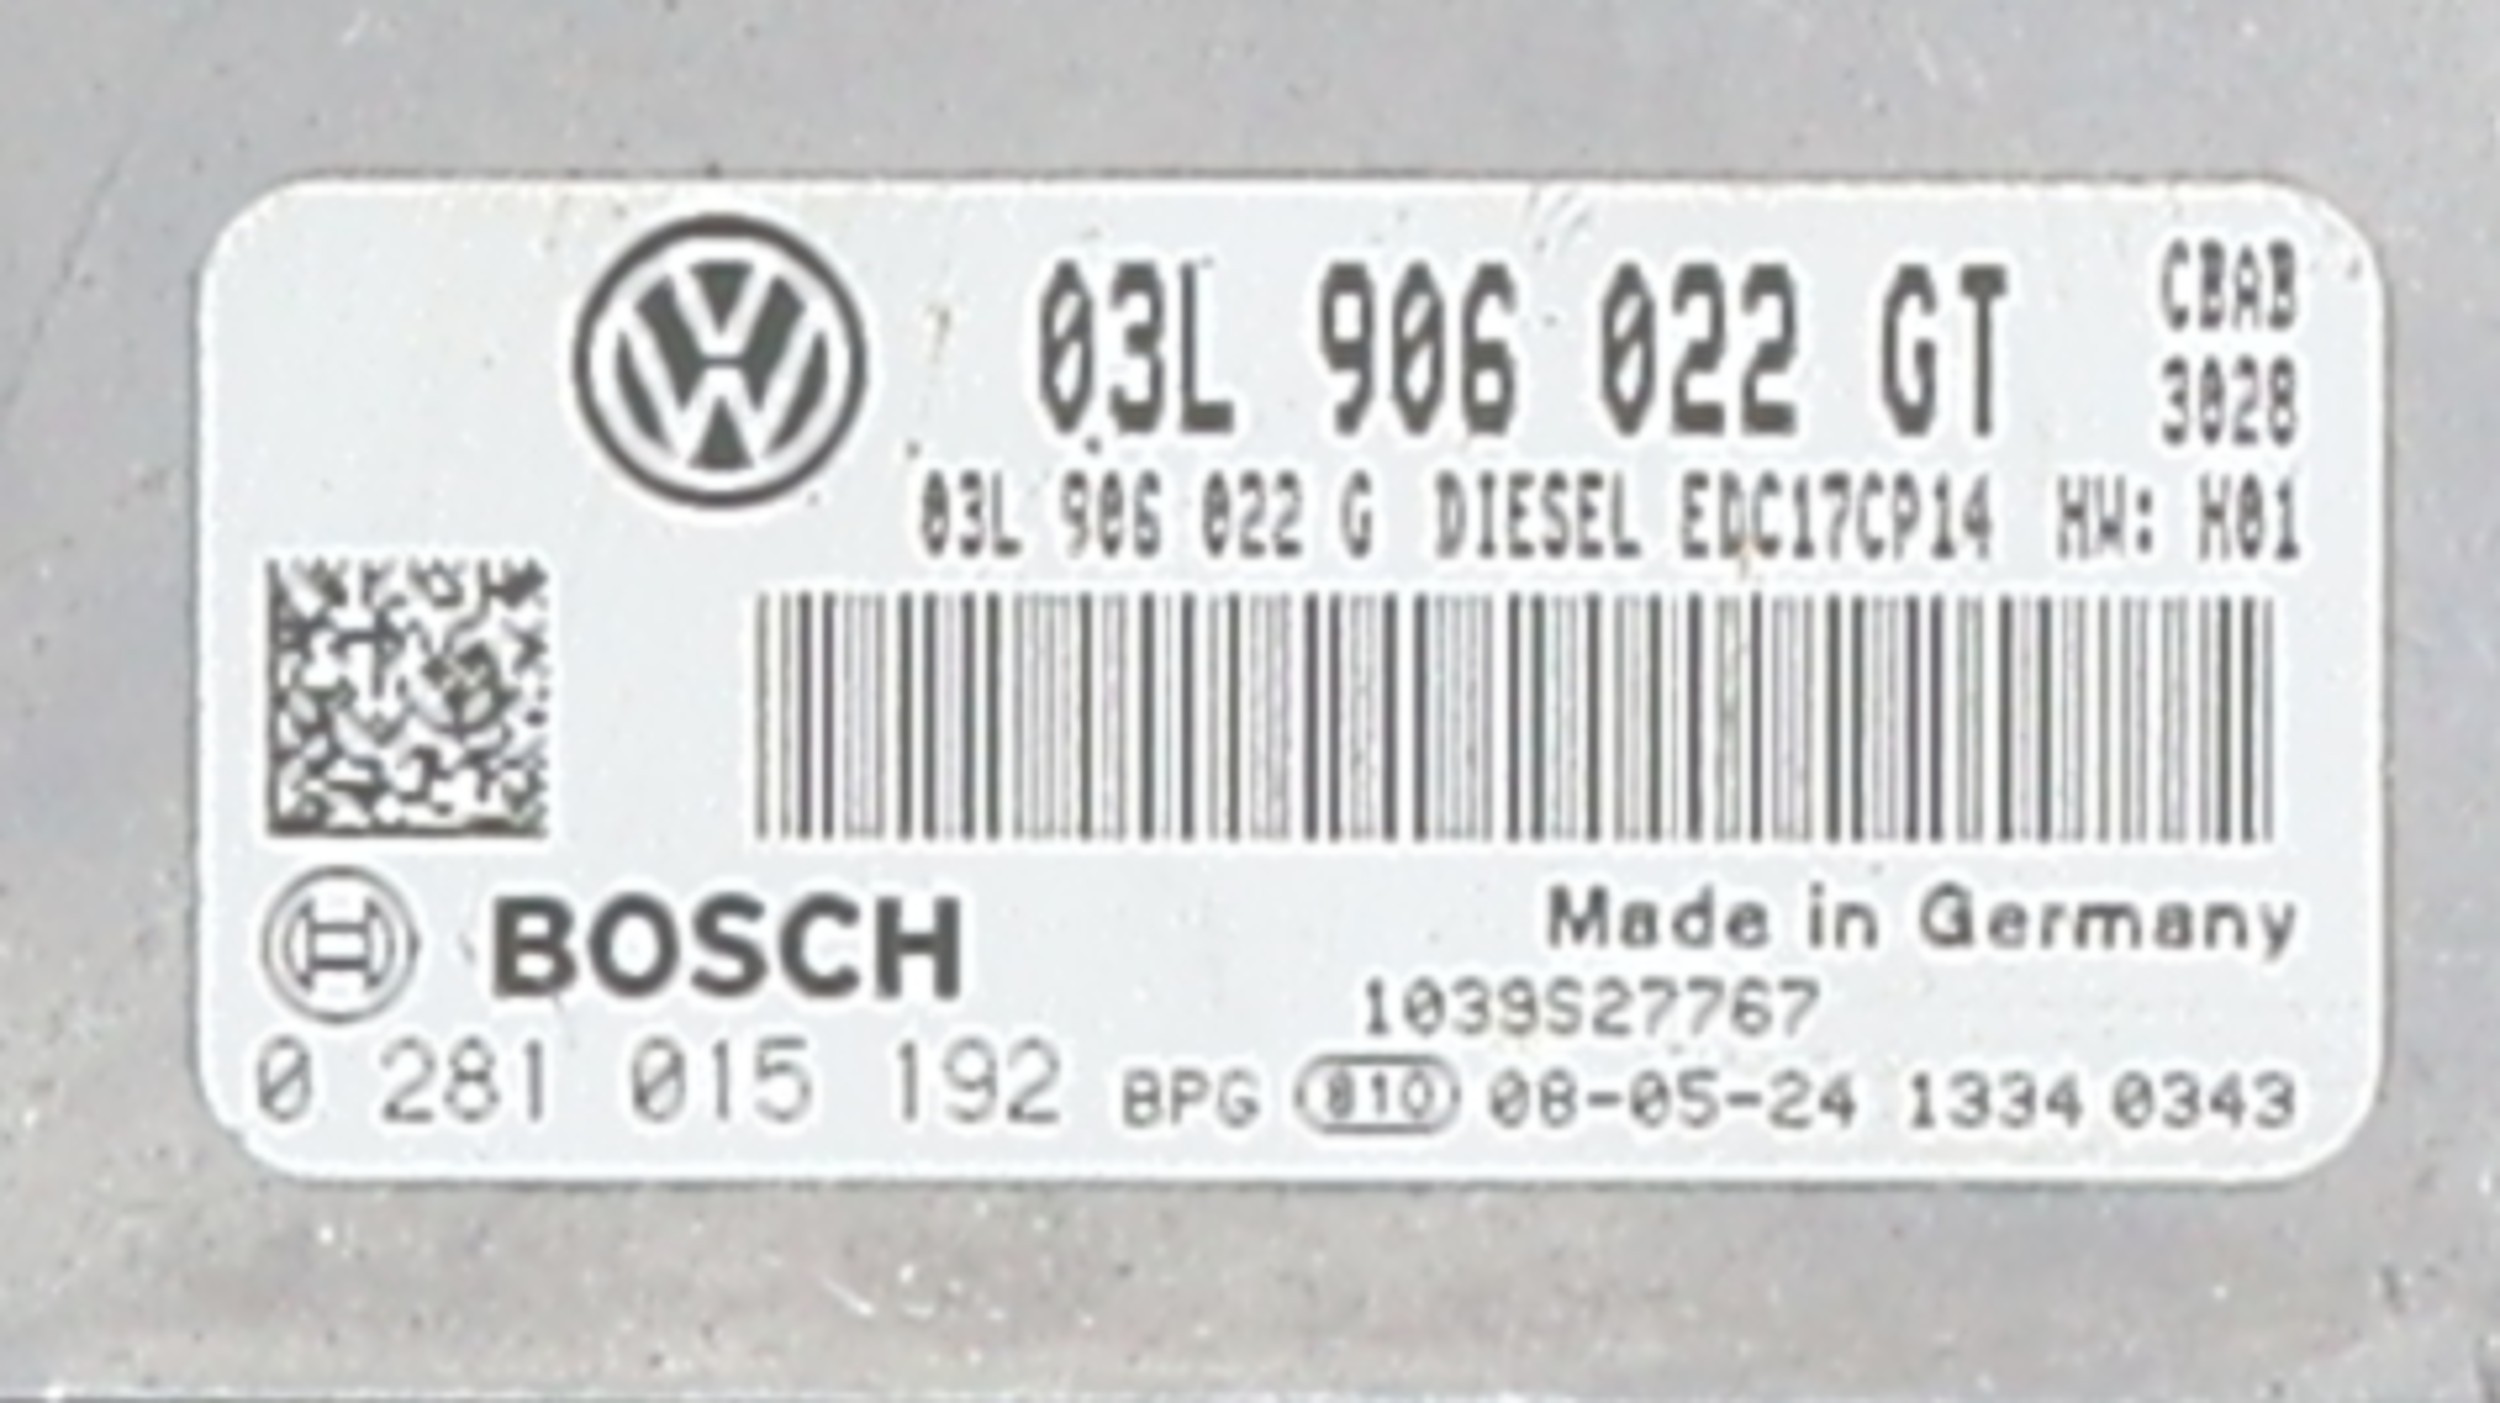 03L 906 022 GT
CBAB
3028
03L 906 022 G DIESEL EDC17CP14 HW: H01
BOSCH
Made in Germany
1039S27767
0 281 015 192 BPG 810 08-05-24 1334 0343